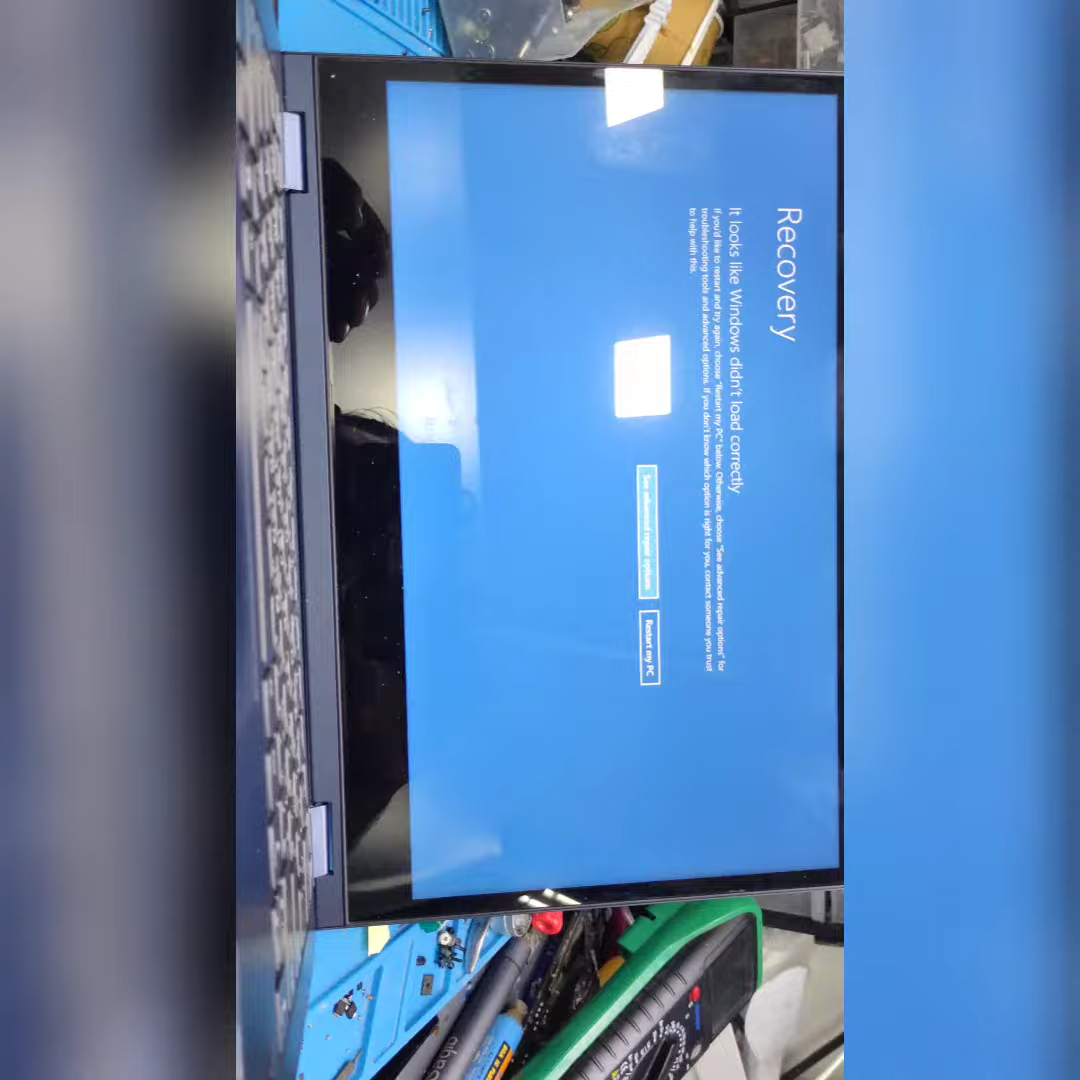 Recovery
It looks like Windows didn't load correctly
If you'd like to restart and try again, choose "Restart my PC" below. Otherwise, choose "See advanced repair options" for
troubleshooting tools and advanced options. If you don't know which option is right for you, contact someone you trust
to help with this.
See advanced repair options
Restart my PC